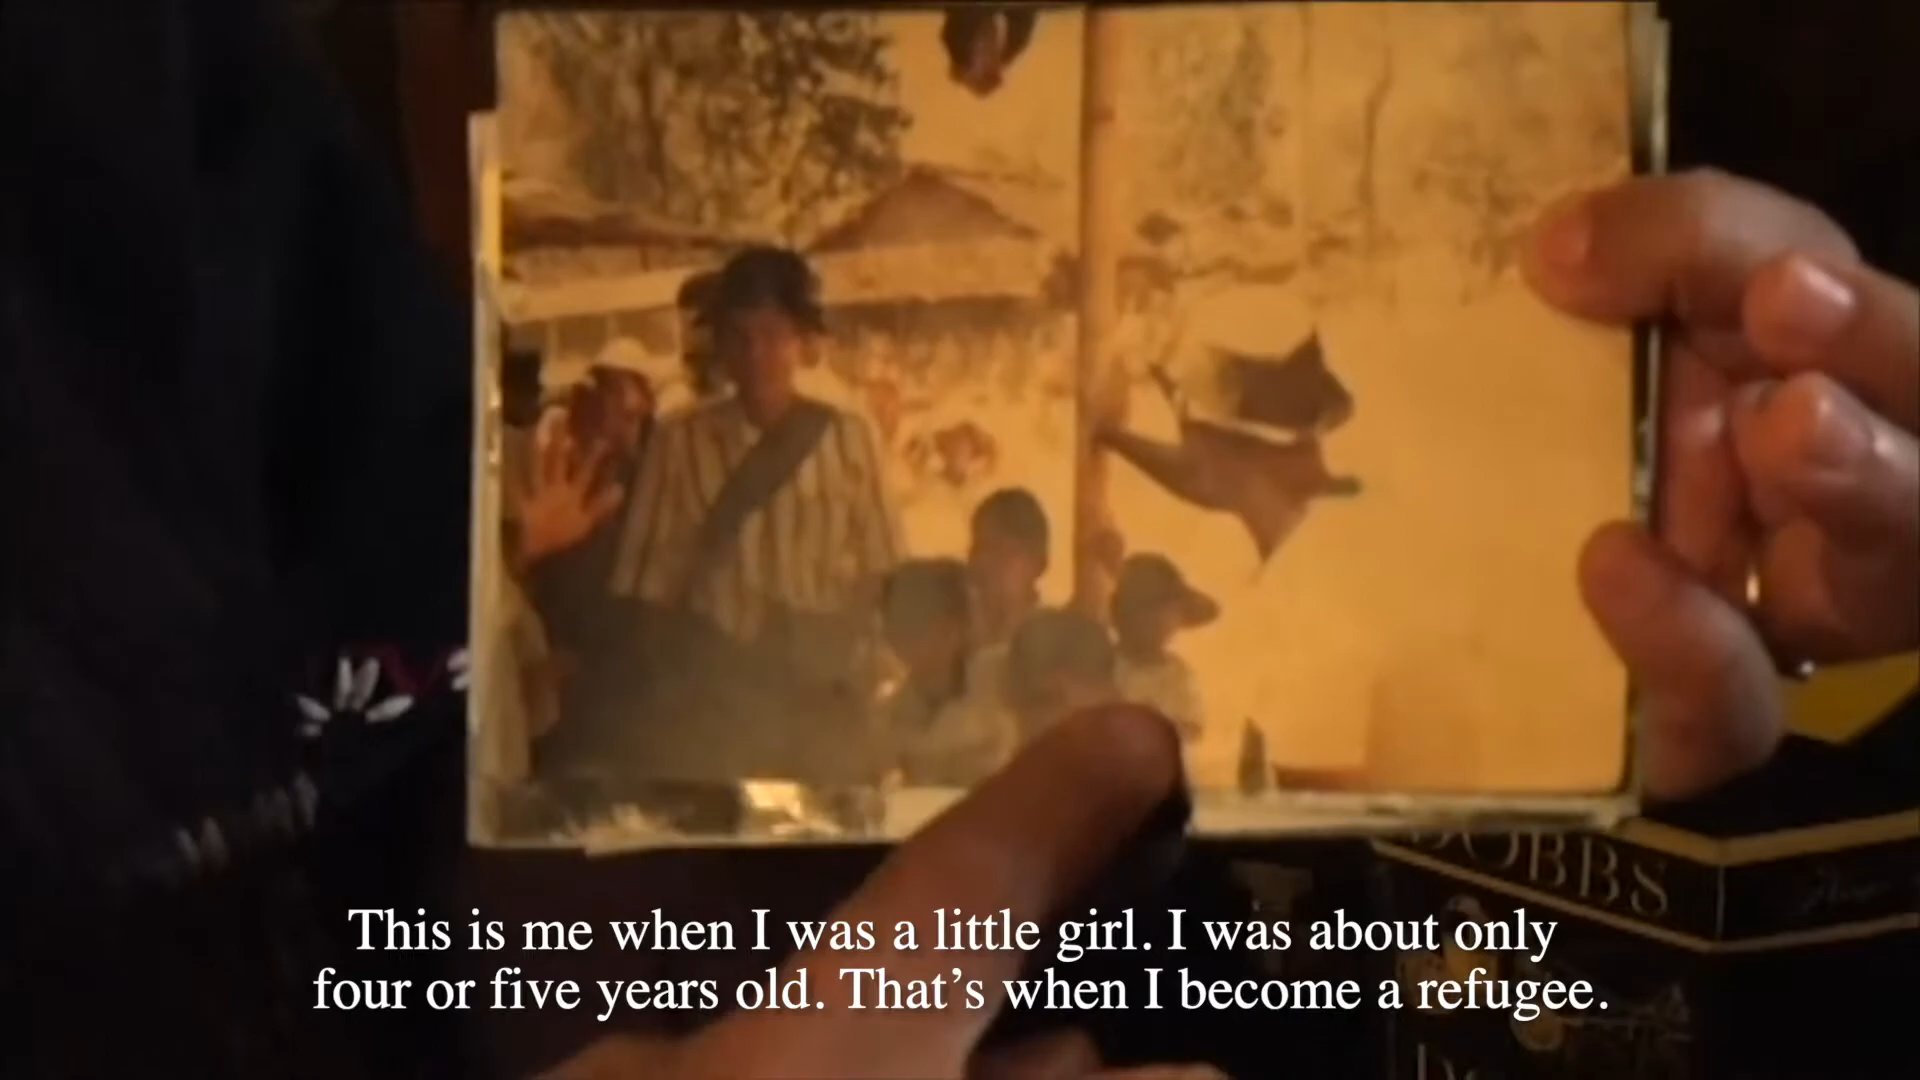 DOBBS
This is me when I was a little girl. I was about only
four or five years old. That’s when I become a refugee.